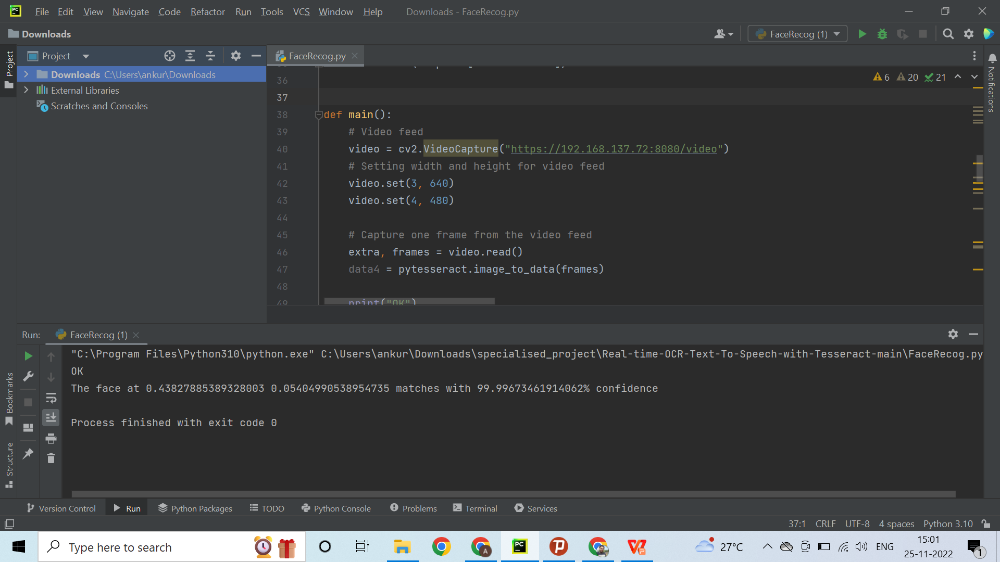 File Edit View Navigate Code Refactor Run Tools VCS Window Help Downloads - FaceRecog.py
Downloads
FaceRecog (1)
Project
Project
FaceRecog.py
Notifications
Downloads C:\Users\ankur\Downloads
External Libraries
Scratches and Consoles
6 20 21
36
37
38 def main():
39 # Video feed
40 video = cv2.VideoCapture("https://192.168.137.72:8080/video")
41 # Setting width and height for video feed
42 video.set(3, 640)
43 video.set(4, 480)
44
45 # Capture one frame from the video feed
46 extra, frames = video.read()
47 data4 = pytesseract.image_to_data(frames)
48
49 print("OK")
Run: FaceRecog (1)
"C:\Program Files\Python310\python.exe" C:\Users\ankur\Downloads\specialised_project\Real-time-OCR-Text-To-Speech-with-Tesseract-main\FaceRecog.py
OK
The face at 0.43827885389328003 0.05404990538954735 matches with 99.99673461914062% confidence
Process finished with exit code 0
Bookmarks
Structure
Version Control Run Python Packages TODO Python Console Problems Terminal Services
37:1 CRLF UTF-8 4 spaces Python 3.10
Type here to search
PC
A
27°C
ENG
15:01
25-11-2022
1